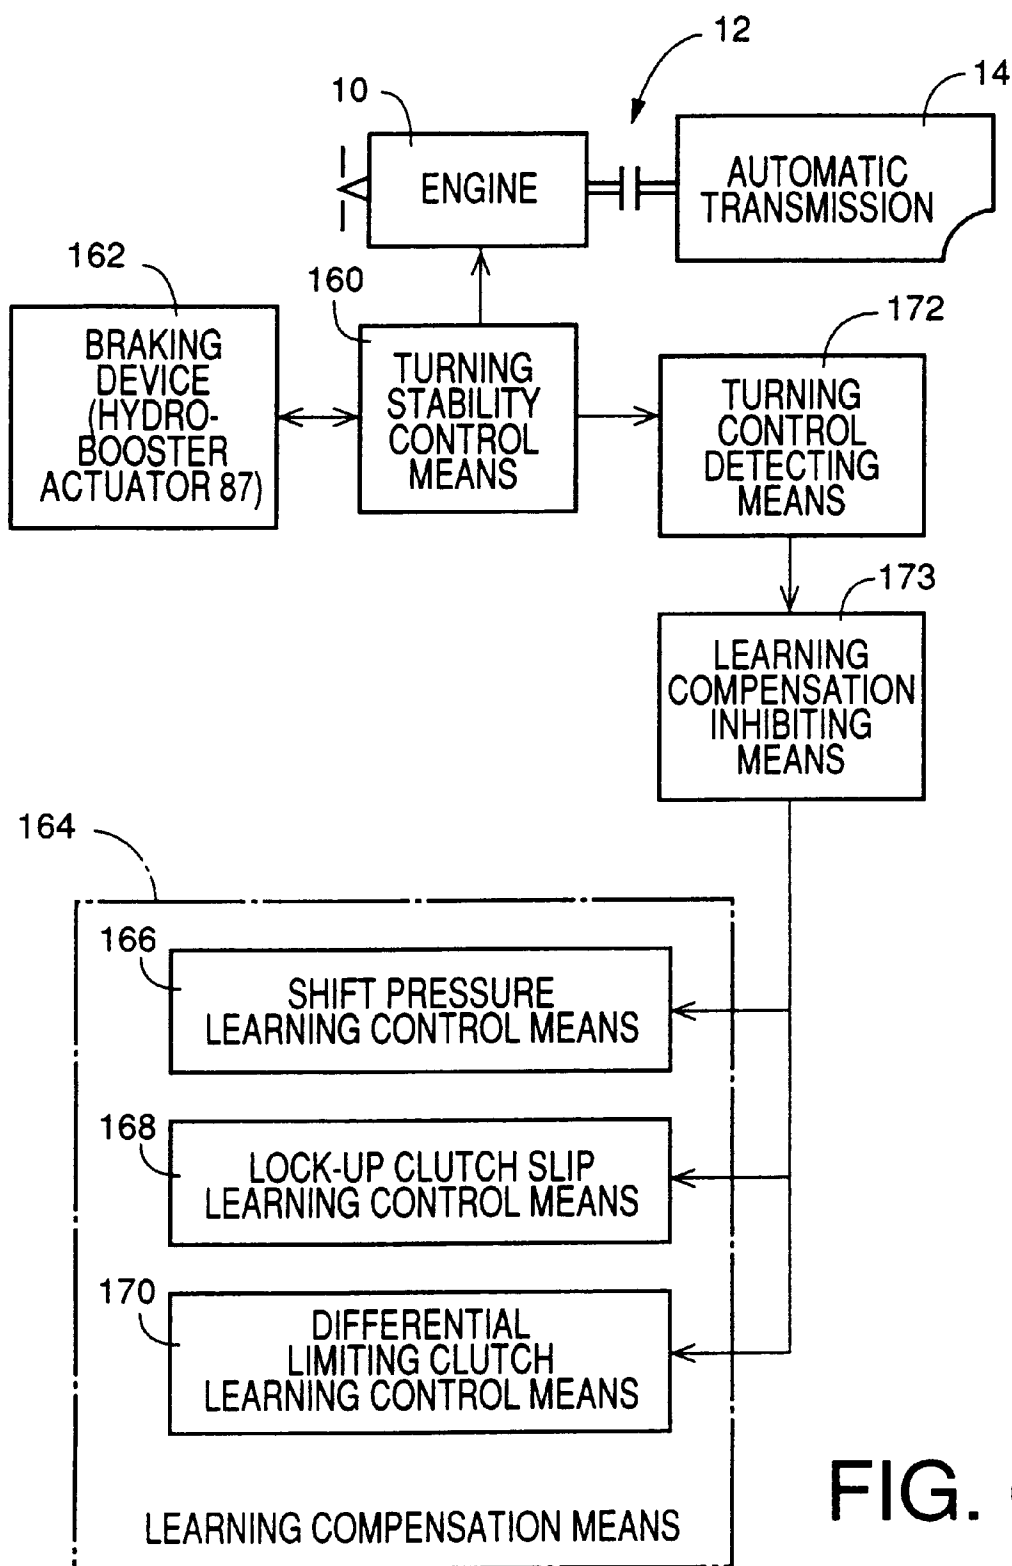 12
10
14
ENGINE
AUTOMATIC
TRANSMISSION
162
160
172
BRAKING
DEVICE
(HYDRO-
BOOSTER
ACTUATOR 87)
TURNING
STABILITY
CONTROL
MEANS
TURNING
CONTROL
DETECTING
MEANS
173
LEARNING
COMPENSATION
INHIBITING
MEANS
164
166
SHIFT PRESSURE
LEARNING CONTROL MEANS
168
LOCK-UP CLUTCH SLIP
LEARNING CONTROL MEANS
170
DIFFERENTIAL
LIMITING CLUTCH
LEARNING CONTROL MEANS
LEARNING COMPENSATION MEANS
FIG.